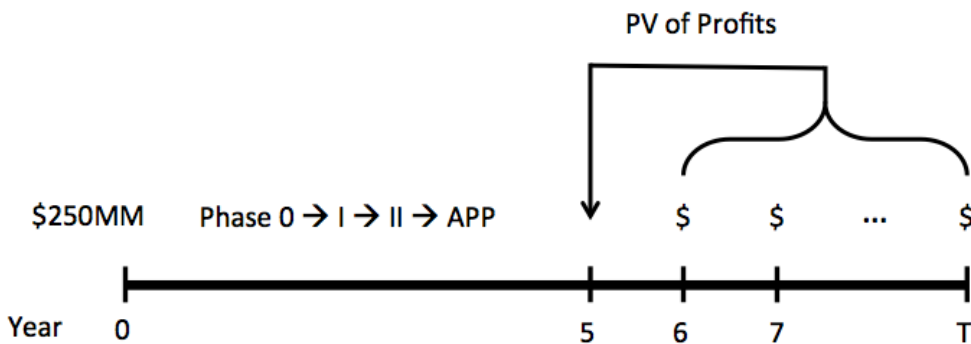 PV of Profits
$250MM Phase 0 → I → II → APP $ $ ... $
Year 0 5 6 7 T